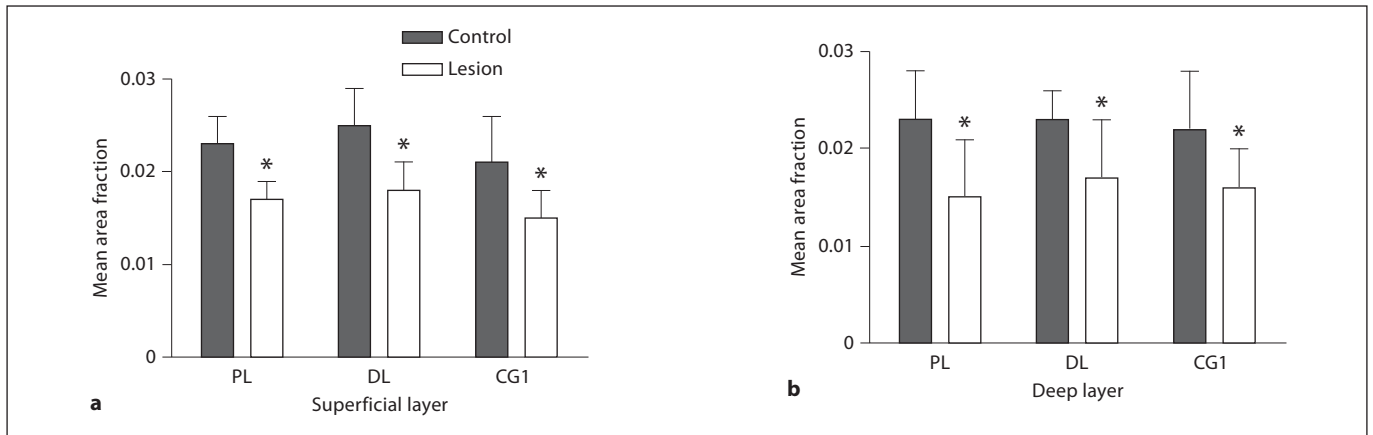 Control
Lesion
Mean area fraction
0.03
0.02
0.01
0
*
*
*
PL
DL
CG1
Superficial layer
a
Mean area fraction
0.03
0.02
0.01
0
*
*
*
PL
DL
CG1
Deep layer
b